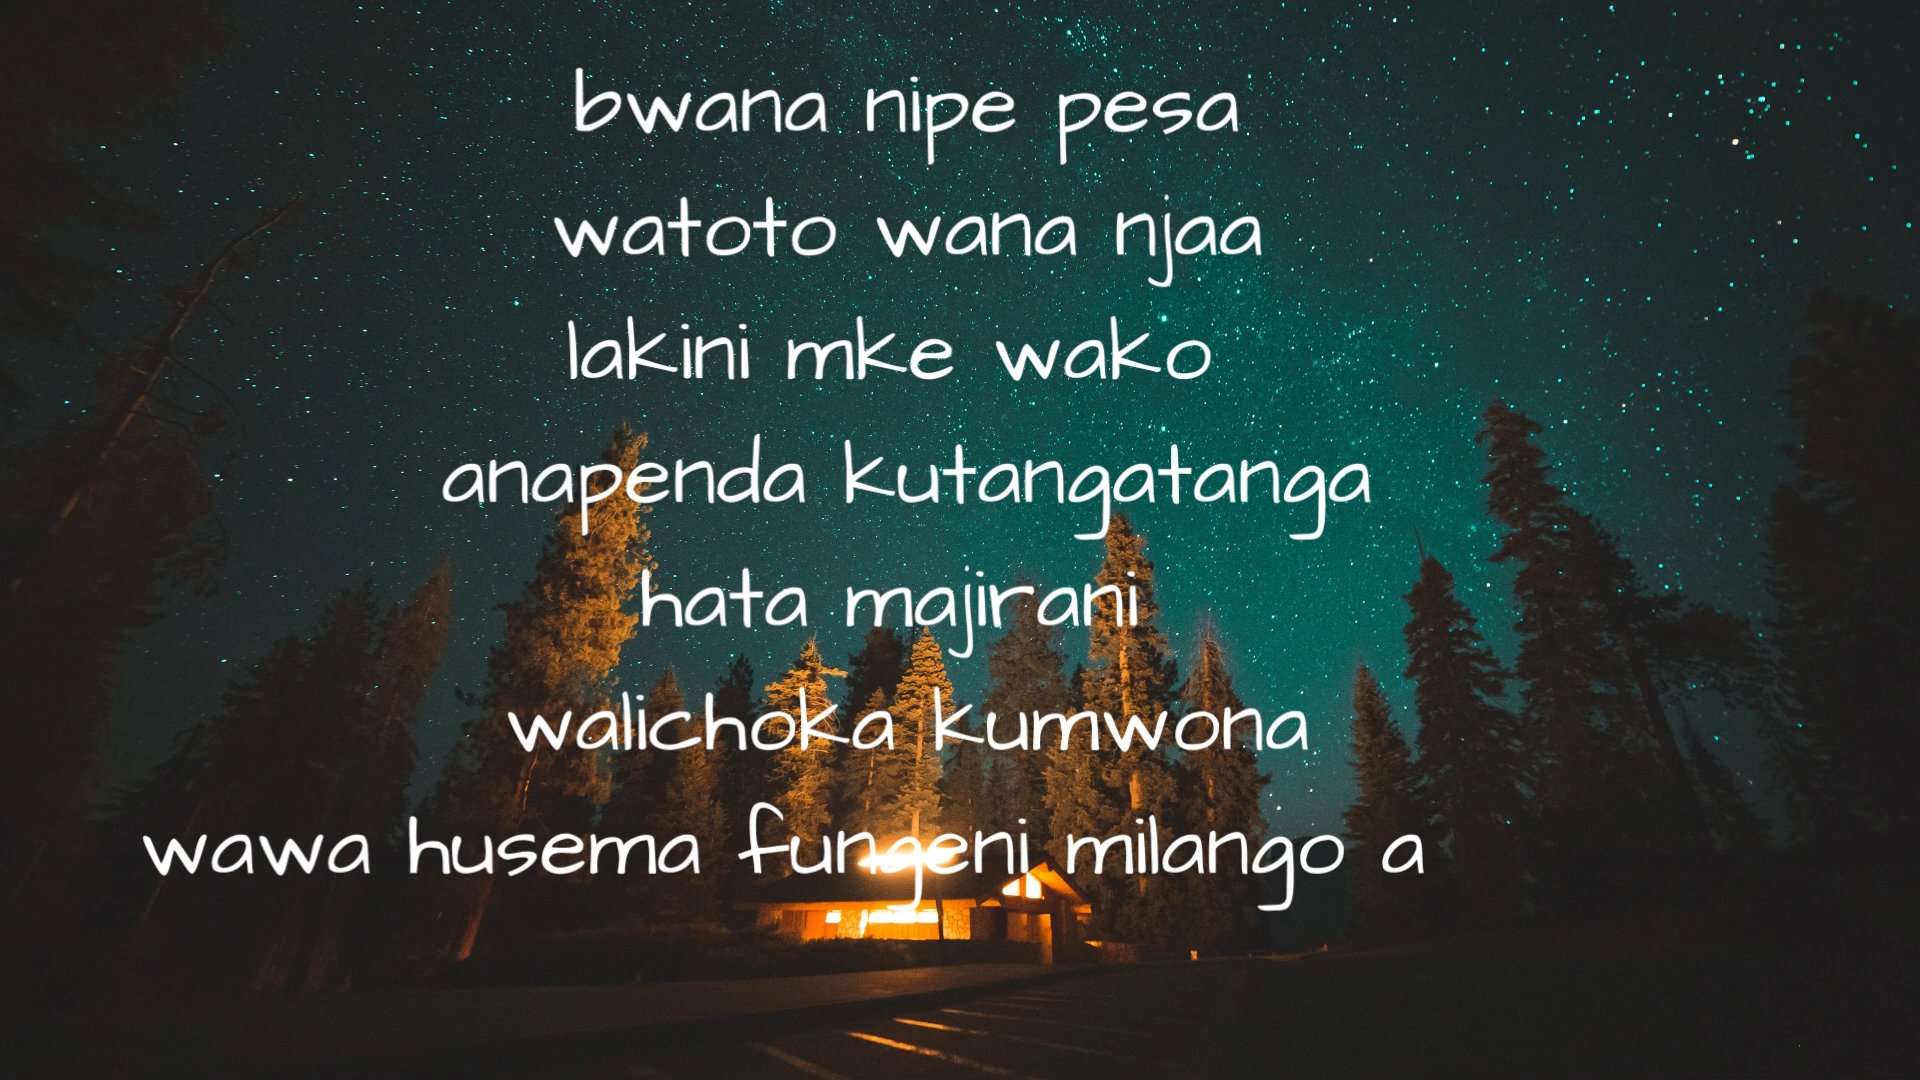 bwana nipe pesa
watoto wana njaa
lakini mke wako
anapenda kutangatanga
hata majirani
walichoka kumwona
wawa husema fungeni milango a